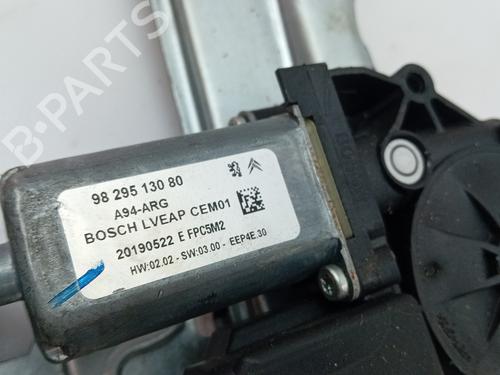 B-PARTS
98 295 130 80
A94-ARG
BOSCH LVEAP CEM01
20190522 E FPC5M2
HW:02.02 - SW:03.00 - EEP4E.30